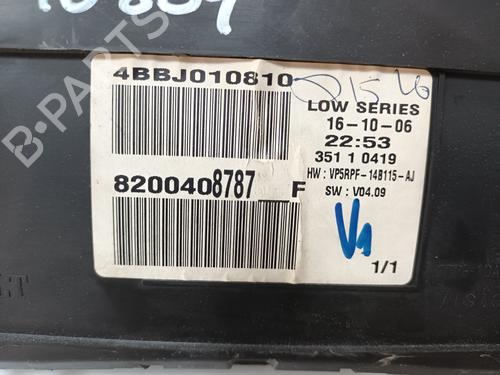 4BBJ010810
LOW SERIES
16-10-06
22:53
351 1 0419
HW : VP5RPF-14B115-AJ
SW : V04.09
8200408787__F
V1
1/1
B-PARTS